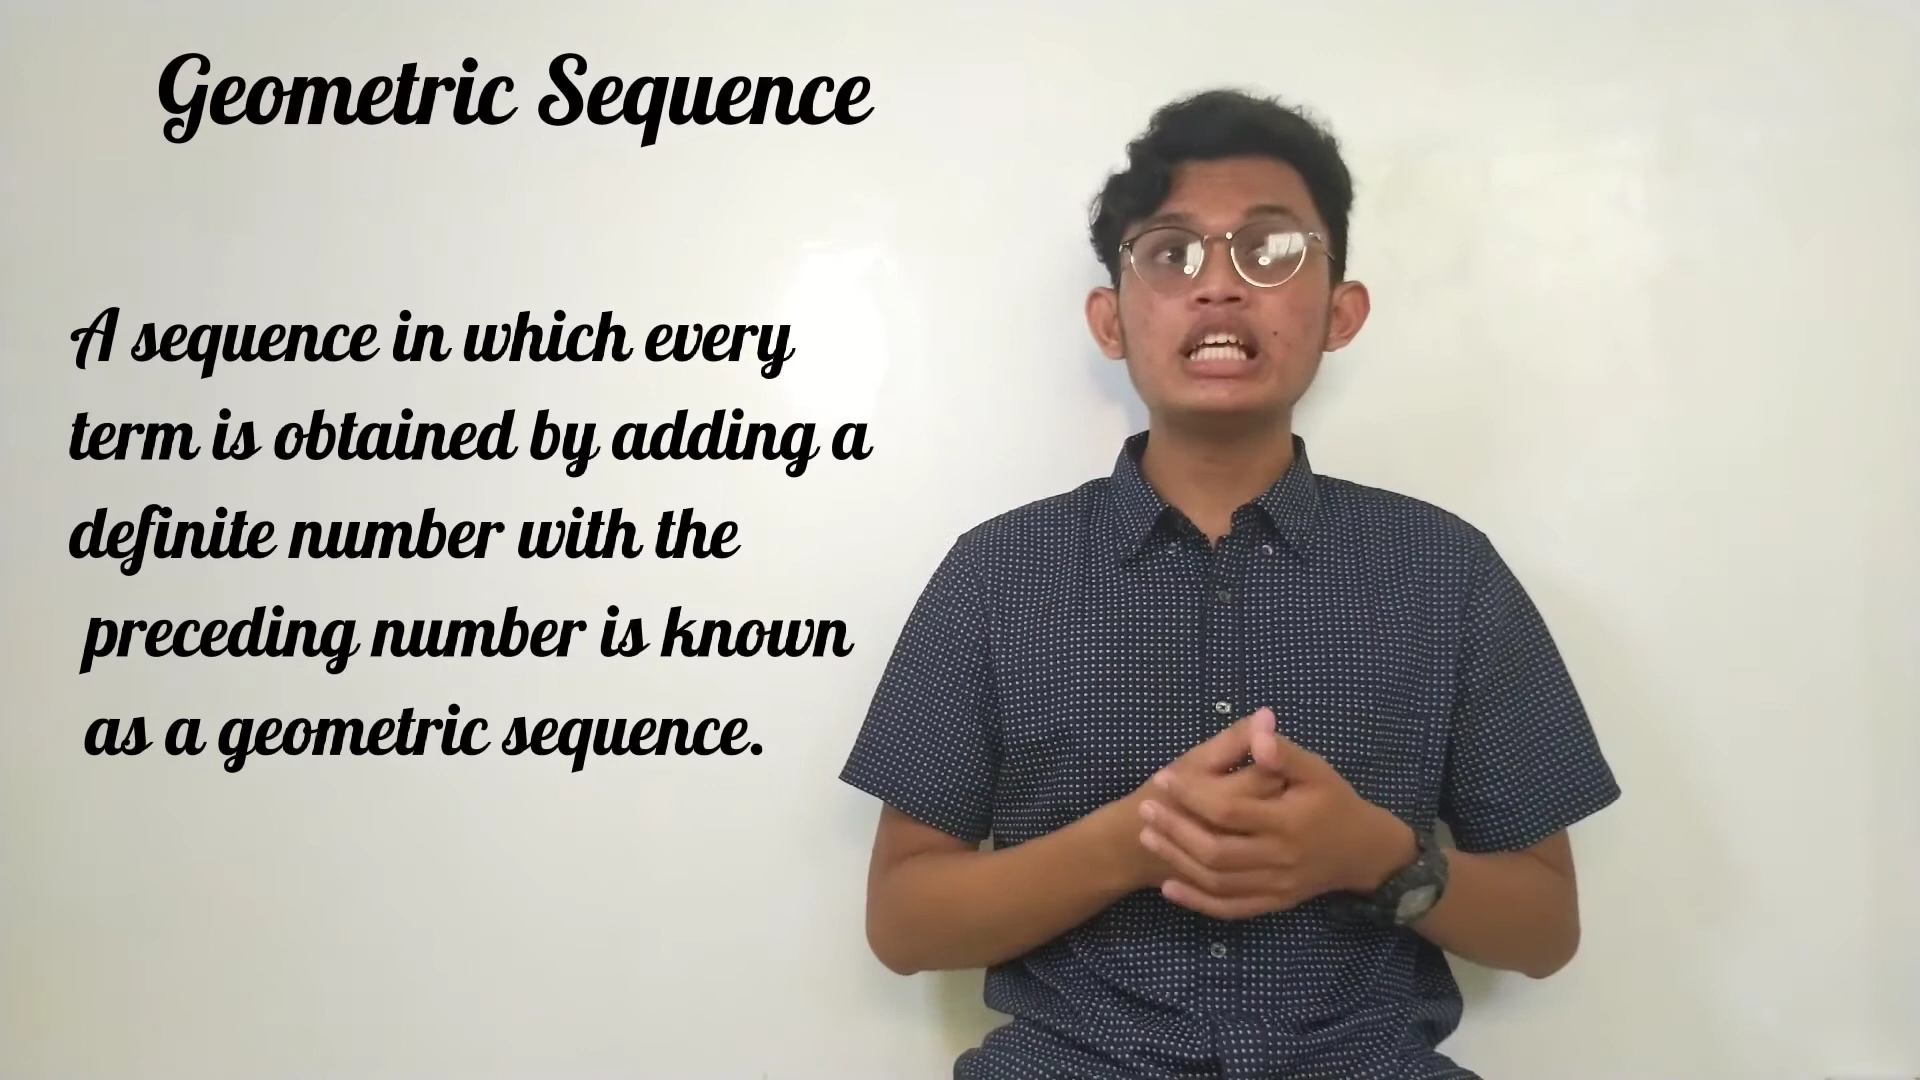 Geometric Sequence
A sequence in which every
term is obtained by adding a
definite number with the
preceding number is known
as a geometric sequence.